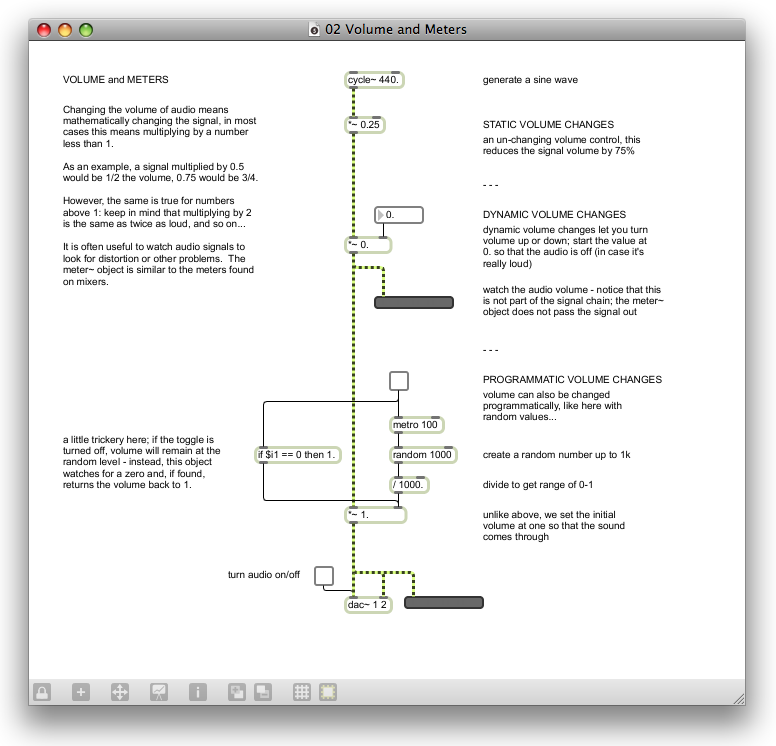 02 Volume and Meters
VOLUME and METERS
Changing the volume of audio means
mathematically changing the signal, in most
cases this means multiplying by a number
less than 1.
As an example, a signal multiplied by 0.5
would be 1/2 the volume, 0.75 would be 3/4.
However, the same is true for numbers
above 1: keep in mind that multiplying by 2
is the same as twice as loud, and so on...
It is often useful to watch audio signals to
look for distortion or other problems.  The
meter~ object is similar to the meters found
on mixers.
cycle~ 440.
generate a sine wave
*~ 0.25
STATIC VOLUME CHANGES
an un-changing volume control, this
reduces the signal volume by 75%
- - -
0.
*~ 0.
DYNAMIC VOLUME CHANGES
dynamic volume changes let you turn
volume up or down; start the value at
0. so that the audio is off (in case it's
really loud)
watch the audio volume - notice that this
is not part of the signal chain; the meter~
object does not pass the signal out
- - -
PROGRAMMATIC VOLUME CHANGES
volume can also be changed
programmatically, like here with
random values...
metro 100
a little trickery here; if the toggle is
turned off, volume will remain at the
random level - instead, this object
watches for a zero and, if found,
returns the volume back to 1.
if $i1 == 0 then 1.
random 1000
create a random number up to 1k
/ 1000.
divide to get range of 0-1
*~ 1.
unlike above, we set the initial
volume at one so that the sound
comes through
turn audio on/off
dac~ 1 2